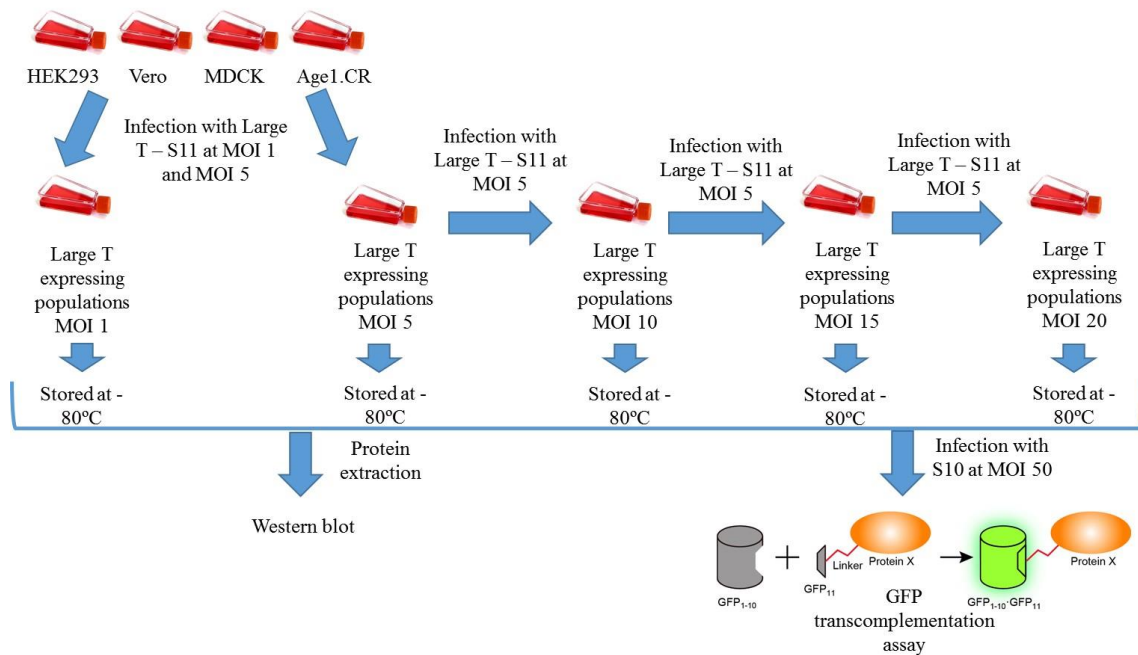 HEK293
Vero
MDCK
Age1.CR
Infection with Large
T – S11 at MOI 1
and MOI 5
Infection with
Large T – S11 at
MOI 5
Infection with
Large T – S11 at
MOI 5
Infection with
Large T – S11 at
MOI 5
Large T
expressing
populations
MOI 1
Large T
expressing
populations
MOI 5
Large T
expressing
populations
MOI 10
Large T
expressing
populations
MOI 15
Large T
expressing
populations
MOI 20
Stored at -
80ºC
Stored at -
80ºC
Stored at -
80ºC
Stored at -
80ºC
Stored at -
80ºC
Protein
extraction
Western blot
Infection with
S10 at MOI 50
GFP1-10
+
GFP11
Linker
Protein X
GFP1-10·GFP11
Protein X
GFP
transcomplementation
assay